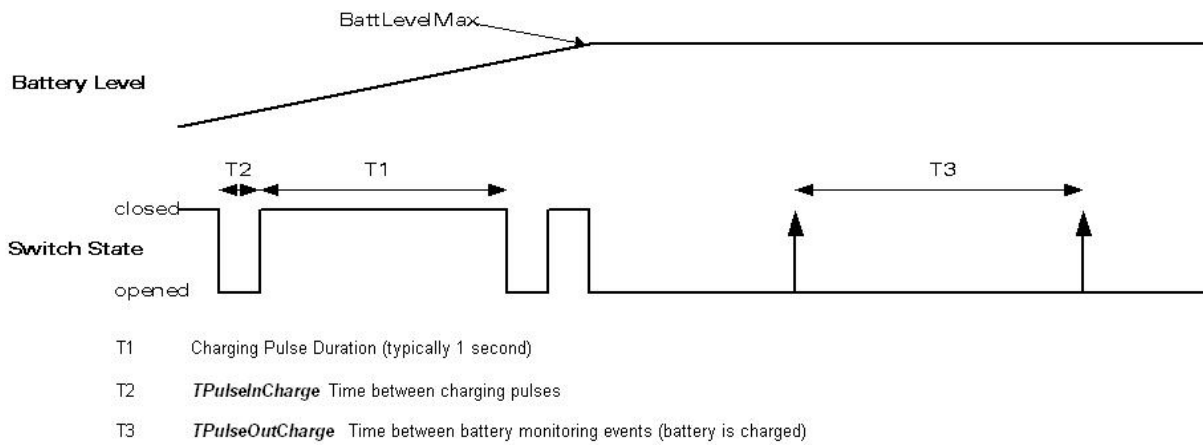 BattLevelMax
Battery Level
T2
T1
T3
closed
Switch State
opened
T1 Charging Pulse Duration (typically 1 second)
T2 TPulseInCharge Time between charging pulses
T3 TPulseOutCharge Time between battery monitoring events (battery is charged)